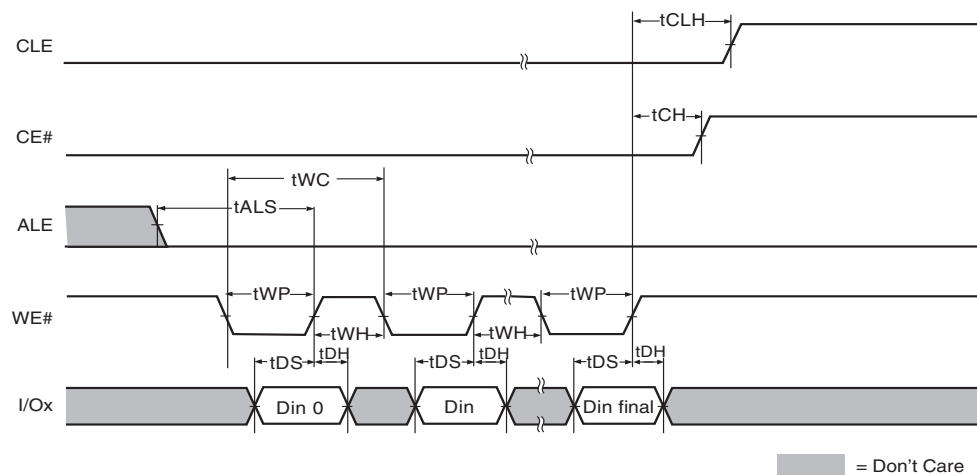 tCLH
CLE
tCH
CE#
tWC
tALS
ALE
tWP tWP tWP
WE#
tWH tWH
tDS tDH tDS tDH tDS tDH
I/Ox Din 0 Din Din final
= Don't Care